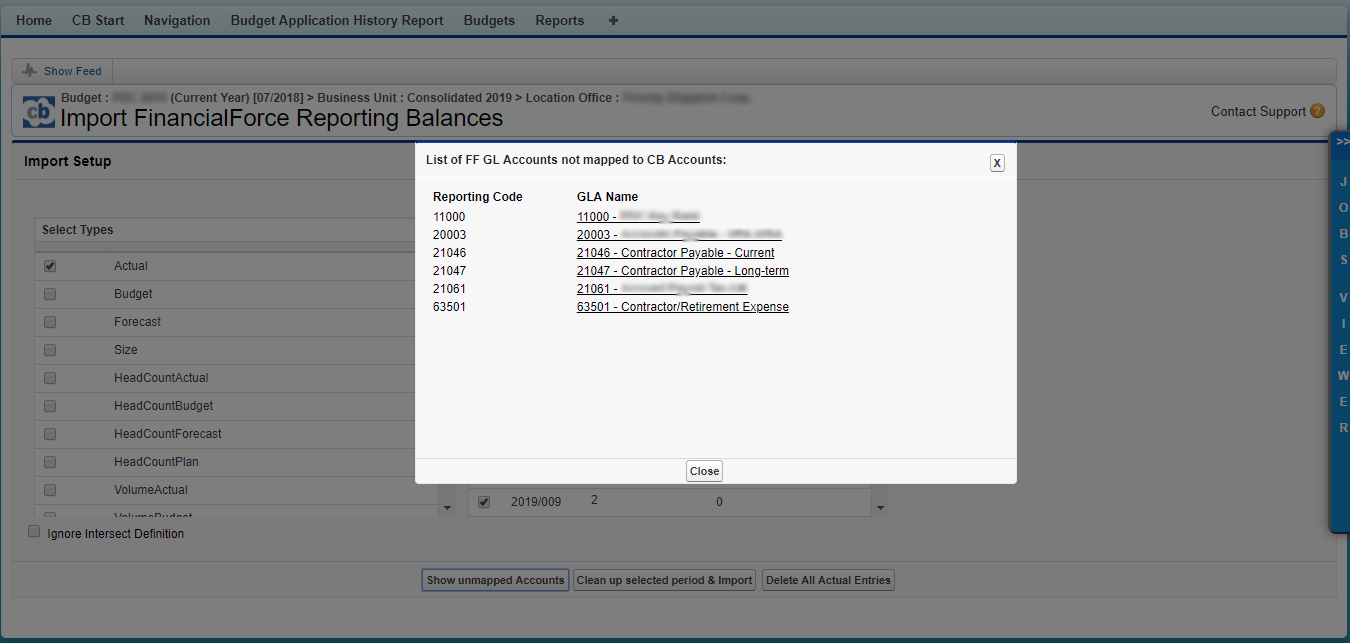 Home CB Start Navigation Budget Application History Report Budgets Reports +
Show Feed
Budget : (Current Year) [07/2018] > Business Unit : Consolidated 2019 > Location Office :
cb
Import FinancialForce Reporting Balances
Contact Support ?
Import Setup
List of FF GL Accounts not mapped to CB Accounts:
X
Reporting Code GLA Name
11000 11000 -
20003 20003 -
21046 21046 - Contractor Payable - Current
21047 21047 - Contractor Payable - Long-term
21061 21061 -
63501 63501 - Contractor/Retirement Expense
Close
Select Types
Actual
Budget
Forecast
Size
HeadCountActual
HeadCountBudget
HeadCountForecast
HeadCountPlan
VolumeActual
VolumeBudget
2019/009 2 0
Ignore Intersect Definition
Show unmapped Accounts Clean up selected period & Import Delete All Actual Entries
>>
JOBS VIEWER